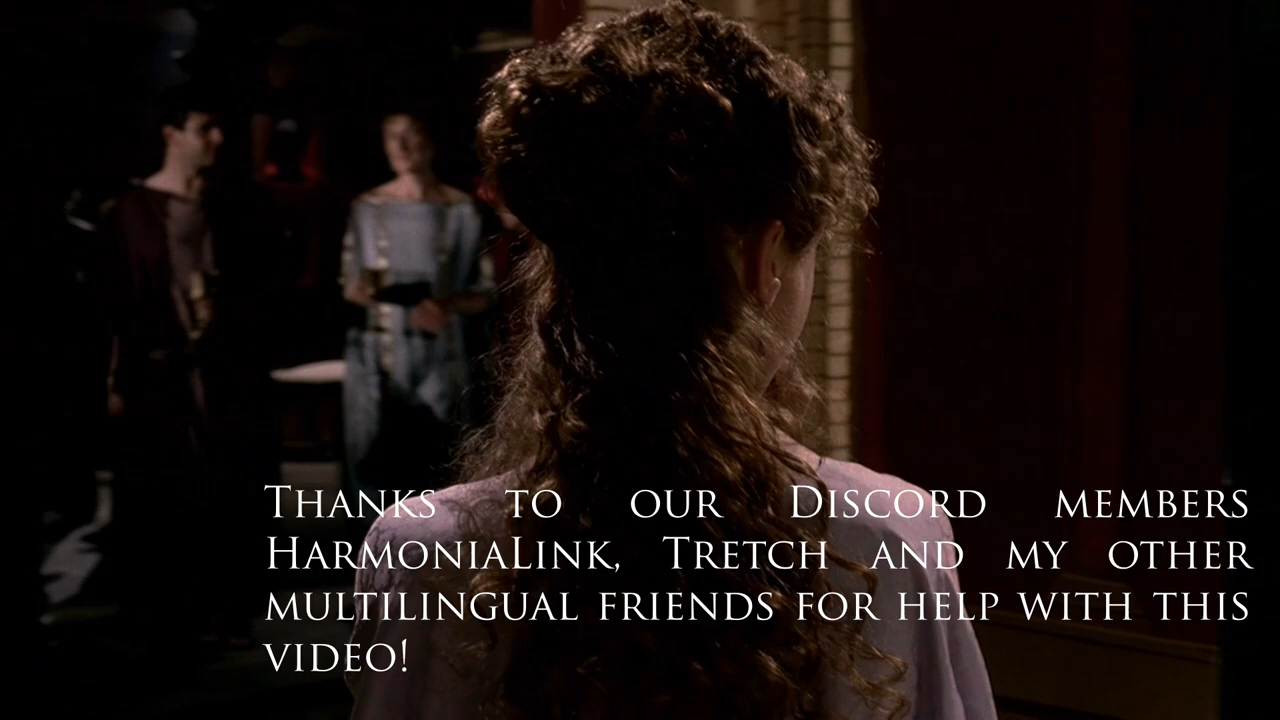 Thanks to our Discord members
HarmoniaLink, Tretch and my other
multilingual friends for help with this
video!